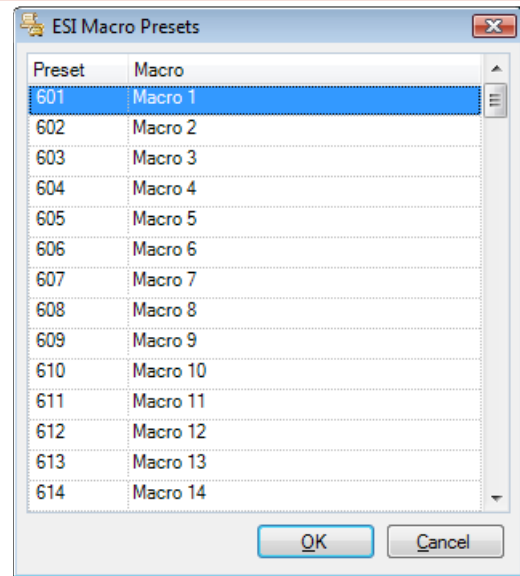 ESI Macro Presets
Preset Macro
601 Macro 1
602 Macro 2
603 Macro 3
604 Macro 4
605 Macro 5
606 Macro 6
607 Macro 7
608 Macro 8
609 Macro 9
610 Macro 10
611 Macro 11
612 Macro 12
613 Macro 13
614 Macro 14
OK Cancel